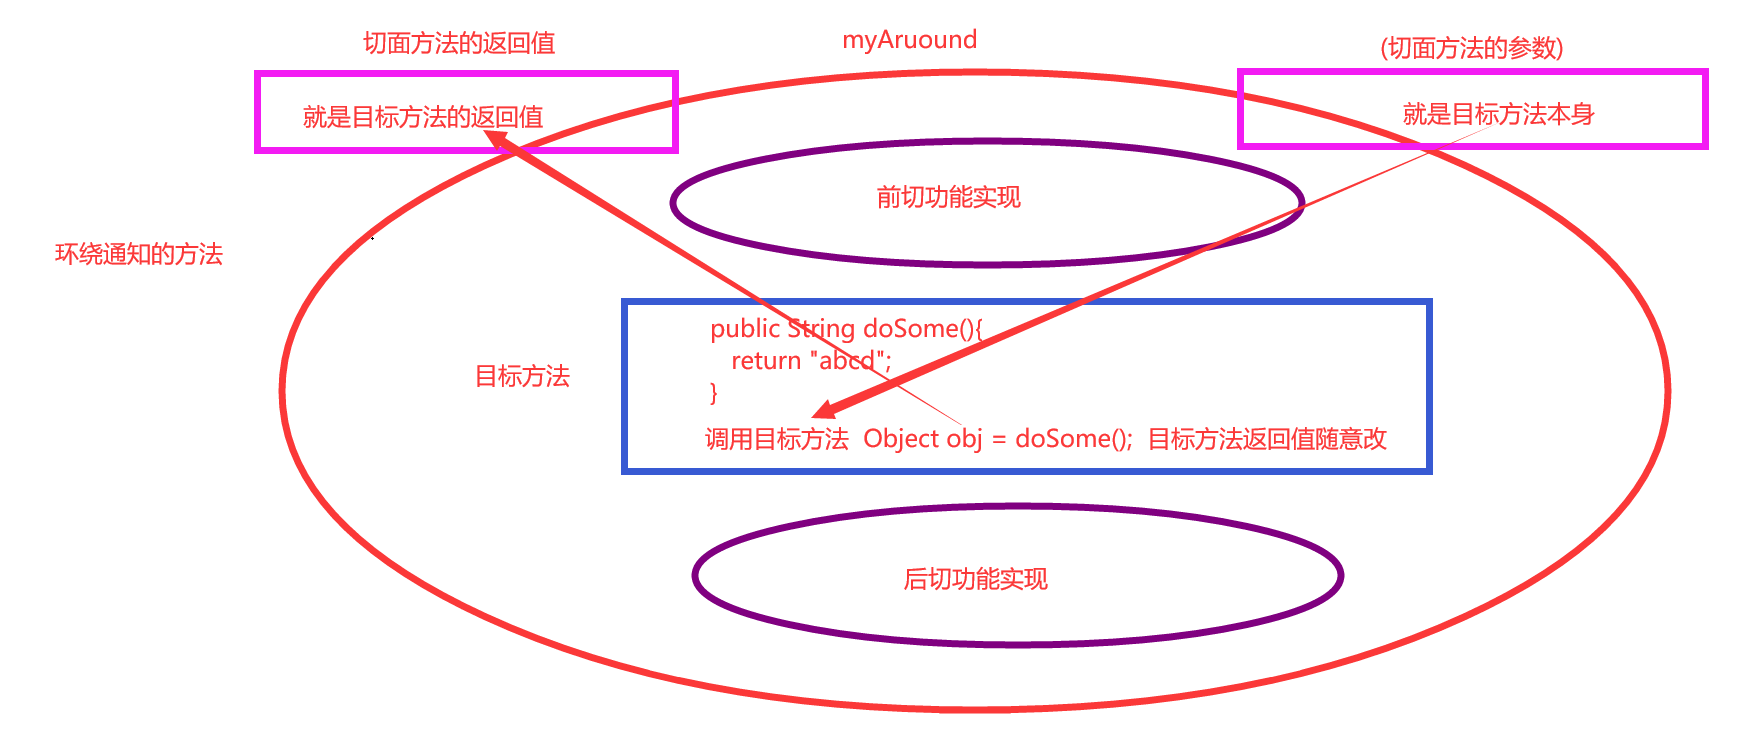 切面方法的返回值
myAruound
(切面方法的参数)
就是目标方法的返回值
就是目标方法本身
前切功能实现
环绕通知的方法
public String doSome(){
return "abcd";
}
目标方法
调用目标方法 Object obj = doSome(); 目标方法返回值随意改
后切功能实现